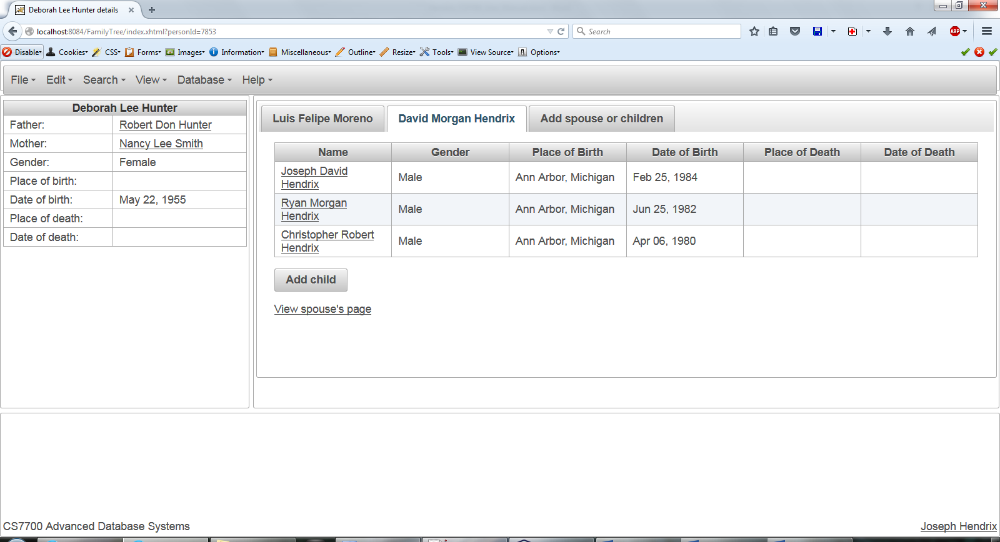 Deborah Lee Hunter details
localhost:8084/FamilyTree/index.xhtml?personId=7853
Search
ABP
Disable Cookies CSS Forms Images Information Miscellaneous Outline Resize Tools View Source Options
File Edit Search View Database Help
Deborah Lee Hunter
Father: Robert Don Hunter
Mother: Nancy Lee Smith
Gender: Female
Place of birth:
Date of birth: May 22, 1955
Place of death:
Date of death:
Luis Felipe Moreno David Morgan Hendrix Add spouse or children
Name Gender Place of Birth Date of Birth Place of Death Date of Death
Joseph David
Hendrix Male Ann Arbor, Michigan Feb 25, 1984
Ryan Morgan
Hendrix Male Ann Arbor, Michigan Jun 25, 1982
Christopher Robert
Hendrix Male Ann Arbor, Michigan Apr 06, 1980
Add child
View spouse's page
CS7700 Advanced Database Systems
Joseph Hendrix